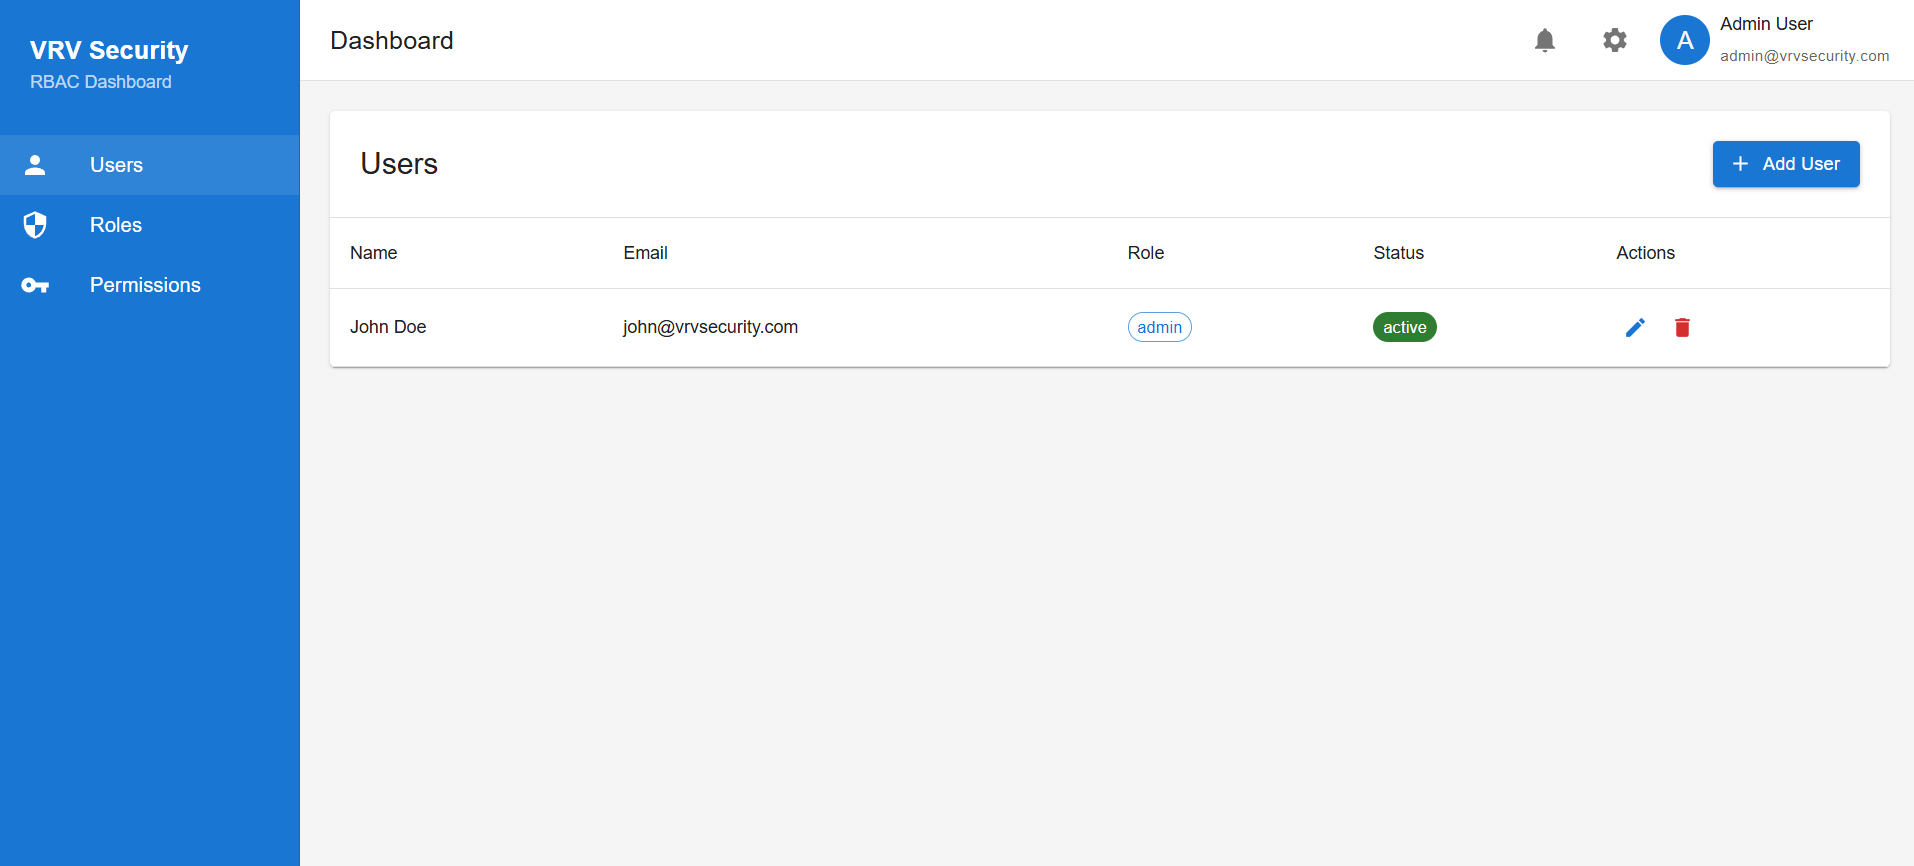 VRV Security
RBAC Dashboard
Users
Roles
Permissions
Dashboard
A
Admin User
admin@vrvsecurity.com
Users
Add User
Name Email Role Status Actions
John Doe john@vrvsecurity.com admin active